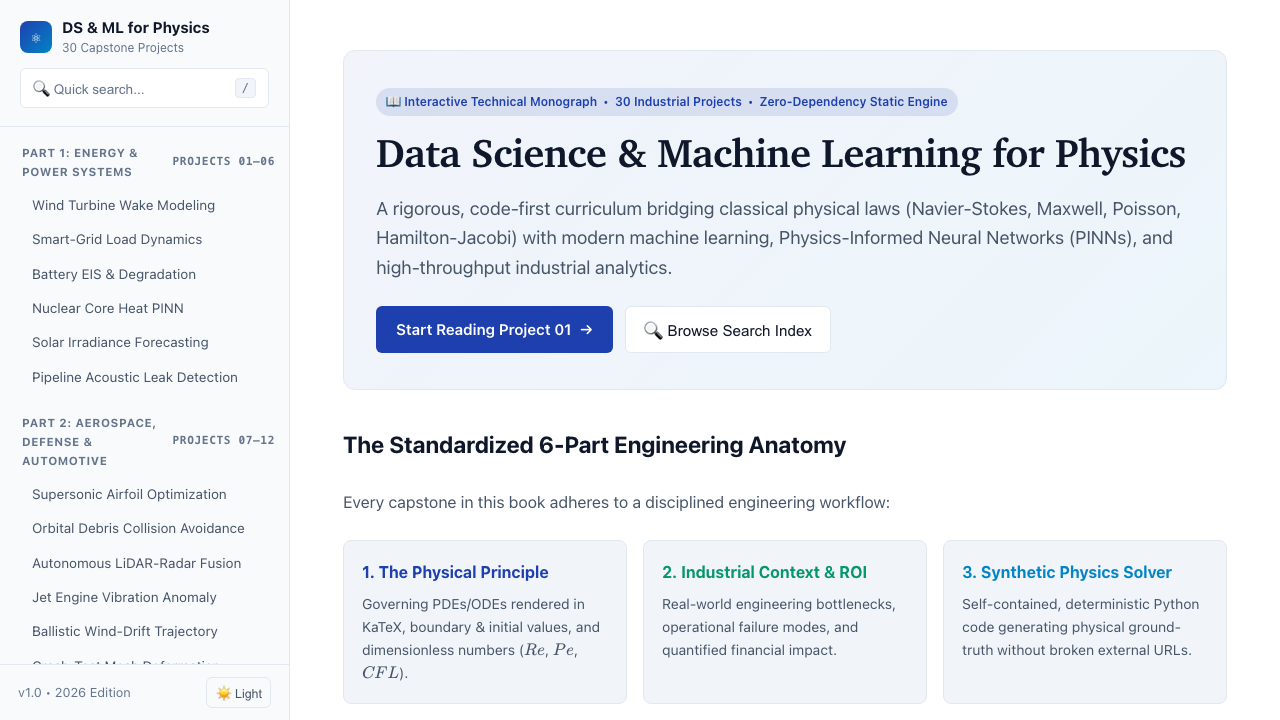 DS & ML for Physics
30 Capstone Projects
Quick search... /
PART 1: ENERGY &
POWER SYSTEMS
PROJECTS 01–06
Wind Turbine Wake Modeling
Smart-Grid Load Dynamics
Battery EIS & Degradation
Nuclear Core Heat PINN
Solar Irradiance Forecasting
Pipeline Acoustic Leak Detection
PART 2: AEROSPACE,
DEFENSE &
AUTOMOTIVE
PROJECTS 07–12
Supersonic Airfoil Optimization
Orbital Debris Collision Avoidance
Autonomous LiDAR-Radar Fusion
Jet Engine Vibration Anomaly
Ballistic Wind-Drift Trajectory
v1.0 • 2026 Edition
Light
Interactive Technical Monograph • 30 Industrial Projects • Zero-Dependency Static Engine
Data Science & Machine Learning for Physics
A rigorous, code-first curriculum bridging classical physical laws (Navier-Stokes, Maxwell, Poisson,
Hamilton-Jacobi) with modern machine learning, Physics-Informed Neural Networks (PINNs), and
high-throughput industrial analytics.
Start Reading Project 01 →
Browse Search Index
The Standardized 6-Part Engineering Anatomy
Every capstone in this book adheres to a disciplined engineering workflow:
1. The Physical Principle
Governing PDEs/ODEs rendered in
KaTeX, boundary & initial values, and
dimensionless numbers (Re, Pe,
CFL).
2. Industrial Context & ROI
Real-world engineering bottlenecks,
operational failure modes, and
quantified financial impact.
3. Synthetic Physics Solver
Self-contained, deterministic Python
code generating physical ground-
truth without broken external URLs.